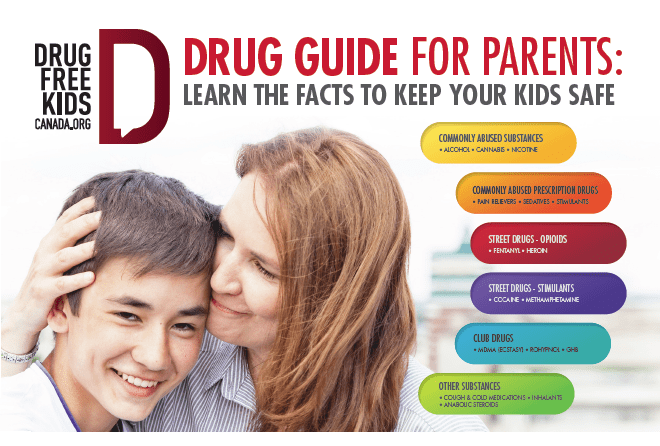 DRUG
FREE
KIDS
CANADA.ORG
DRUG GUIDE FOR PARENTS:
LEARN THE FACTS TO KEEP YOUR KIDS SAFE
COMMONLY ABUSED SUBSTANCES
• ALCOHOL • CANNABIS • NICOTINE
COMMONLY ABUSED PRESCRIPTION DRUGS
• PAIN RELIEVERS • SEDATIVES • STIMULANTS
STREET DRUGS - OPIOIDS
• FENTANYL • HEROIN
STREET DRUGS - STIMULANTS
• COCAINE • METHAMPHETAMINE
CLUB DRUGS
• MDMA (ECSTASY) • ROHYPNOL • GHB
OTHER SUBSTANCES
• COUGH & COLD MEDICATIONS • INHALANTS
• ANABOLIC STEROIDS